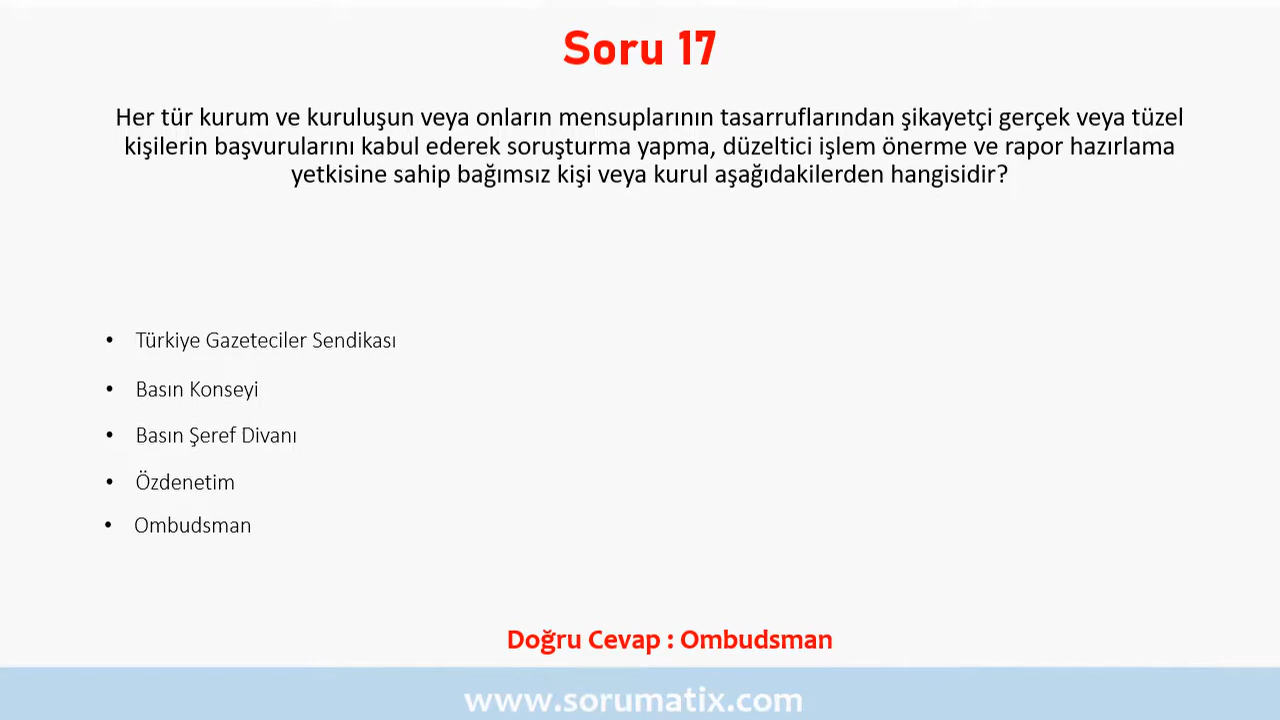 Soru 17
Her tür kurum ve kuruluşun veya onların mensuplarının tasarruflarından şikayetçi gerçek veya tüzel
kişilerin başvurularını kabul ederek soruşturma yapma, düzeltici işlem önerme ve rapor hazırlama
yetkisine sahip bağımsız kişi veya kurul aşağıdakilerden hangisidir?
• Türkiye Gazeteciler Sendikası
• Basın Konseyi
• Basın Şeref Divanı
• Özdenetim
• Ombudsman
Doğru Cevap : Ombudsman
www.sorumatix.com